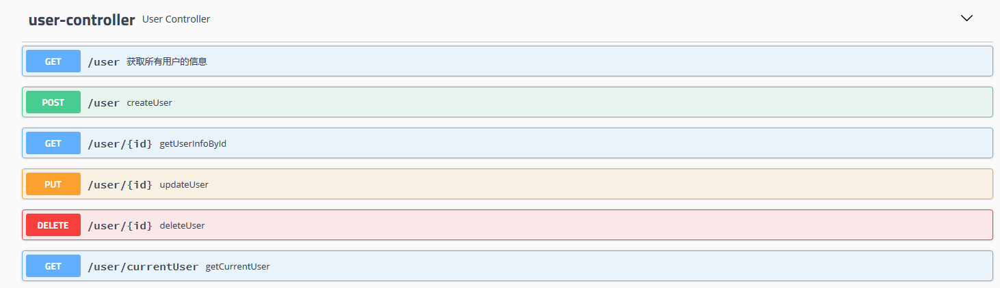 user-controller User Controller
GET /user 获取所有用户的信息
POST /user createUser
GET /user/{id} getUserInfoById
PUT /user/{id} updateUser
DELETE /user/{id} deleteUser
GET /user/currentUser getCurrentUser